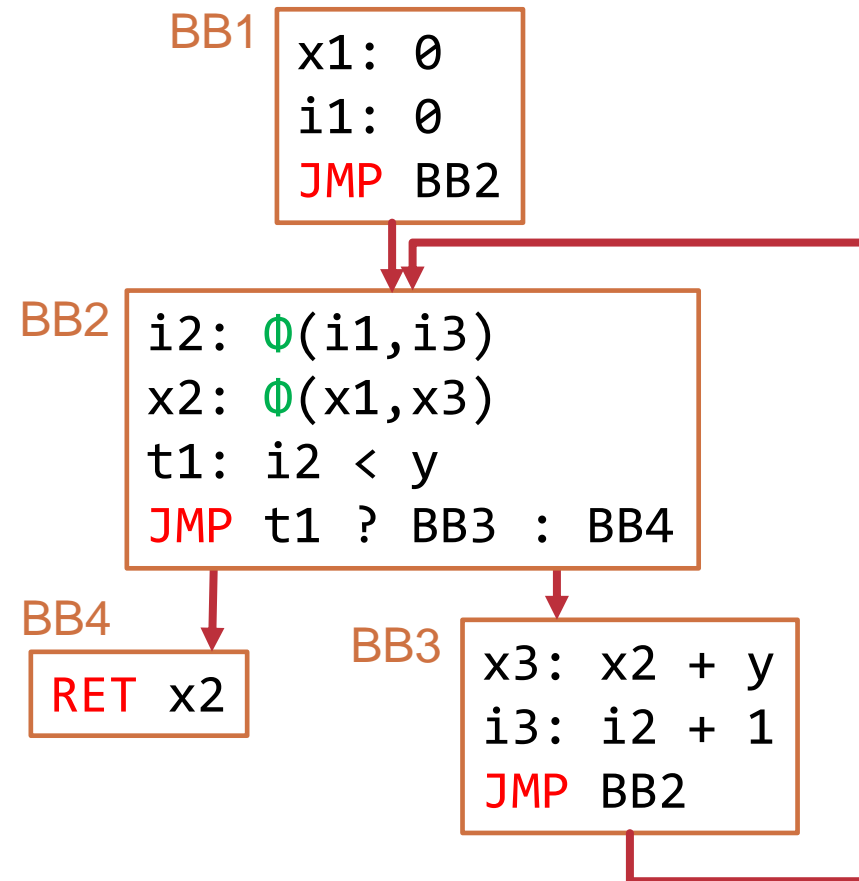 BB1
x1: 0
i1: 0
JMP BB2
BB2
i2: Φ(i1,i3)
x2: Φ(x1,x3)
t1: i2 < y
JMP t1 ? BB3 : BB4
BB4
RET x2
BB3
x3: x2 + y
i3: i2 + 1
JMP BB2